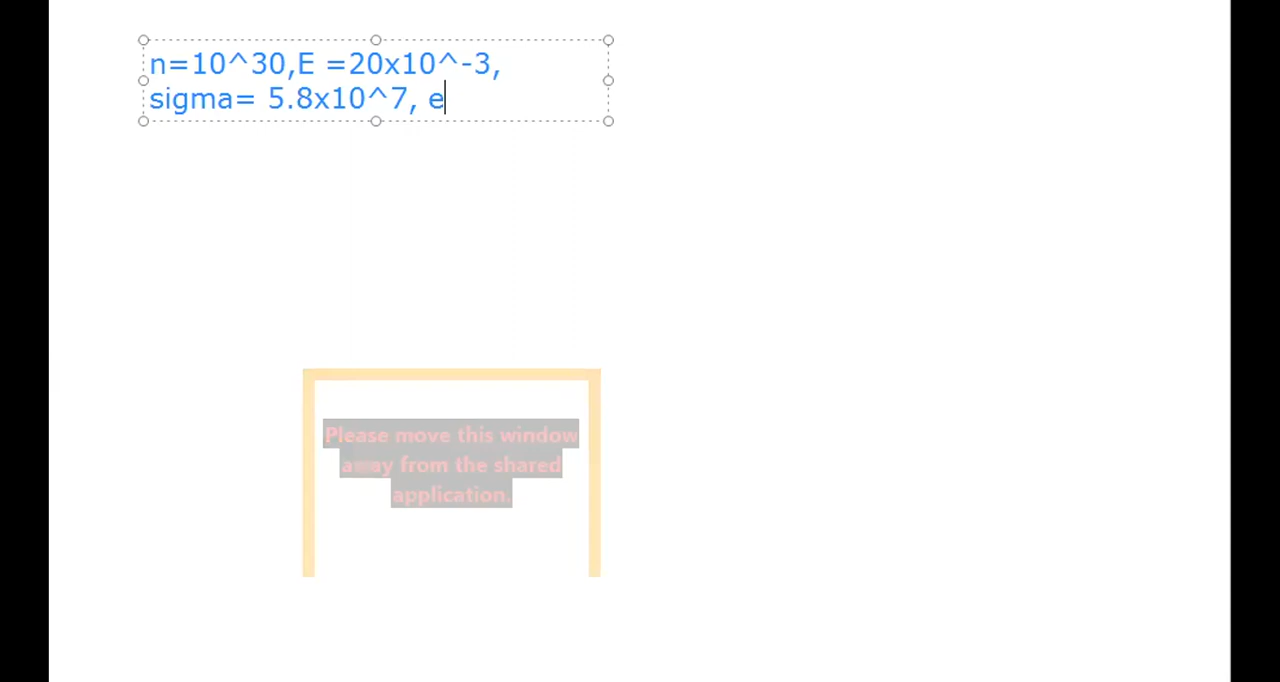 n=10^30,E =20x10^-3,
sigma= 5.8x10^7, e
Please move this window
away from the shared
application.